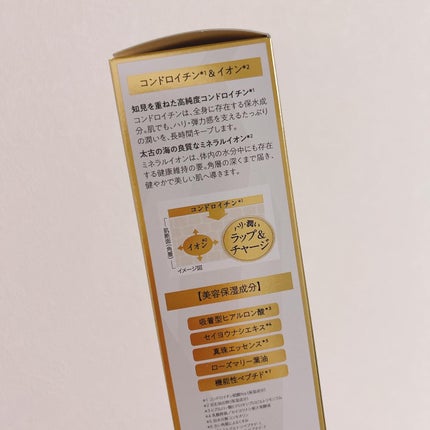 コンドロイチン*1 & イオン*2
知見を重ねた高純度コンドロイチン*1
コンドロイチンは、全身に存在する保水成
分。肌でも、ハリ・弾力感を支えるたっぷり
の潤いを、長時間キープします。
太古の海の良質なミネラルイオン*2
ミネラルイオンは、体内の水分中にも存在
する健康維持の要。角層の深くまで届き、
健やかで美しい肌へ導きます。
コンドロイチン*1
肌断面(角層)
イオン*2
ハリ・潤い
ラップ&
チャージ
イメージ図
【美容保湿成分】
吸着型ヒアルロン酸*3
セイヨウナシエキス*4
真珠エッセンス*5
ローズマリー葉油
機能性ペプチド*